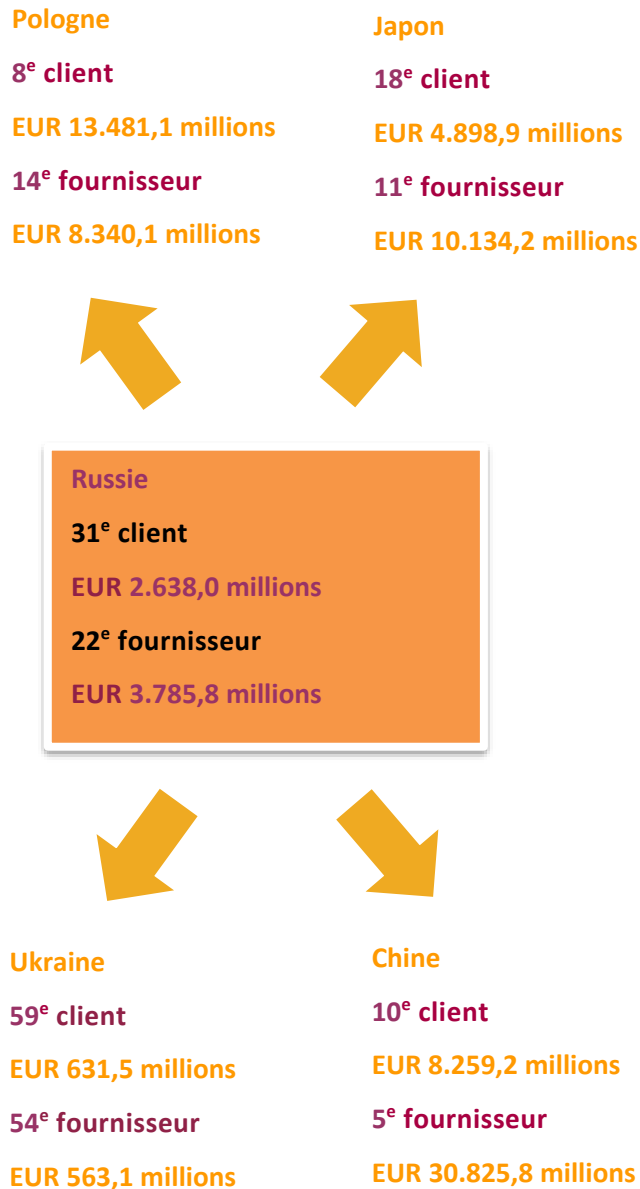 Pologne
8e client
EUR 13.481,1 millions
14e fournisseur
EUR 8.340,1 millions
Japon
18e client
EUR 4.898,9 millions
11e fournisseur
EUR 10.134,2 millions
Russie
31e client
EUR 2.638,0 millions
22e fournisseur
EUR 3.785,8 millions
Ukraine
59e client
EUR 631,5 millions
54e fournisseur
EUR 563,1 millions
Chine
10e client
EUR 8.259,2 millions
5e fournisseur
EUR 30.825,8 millions